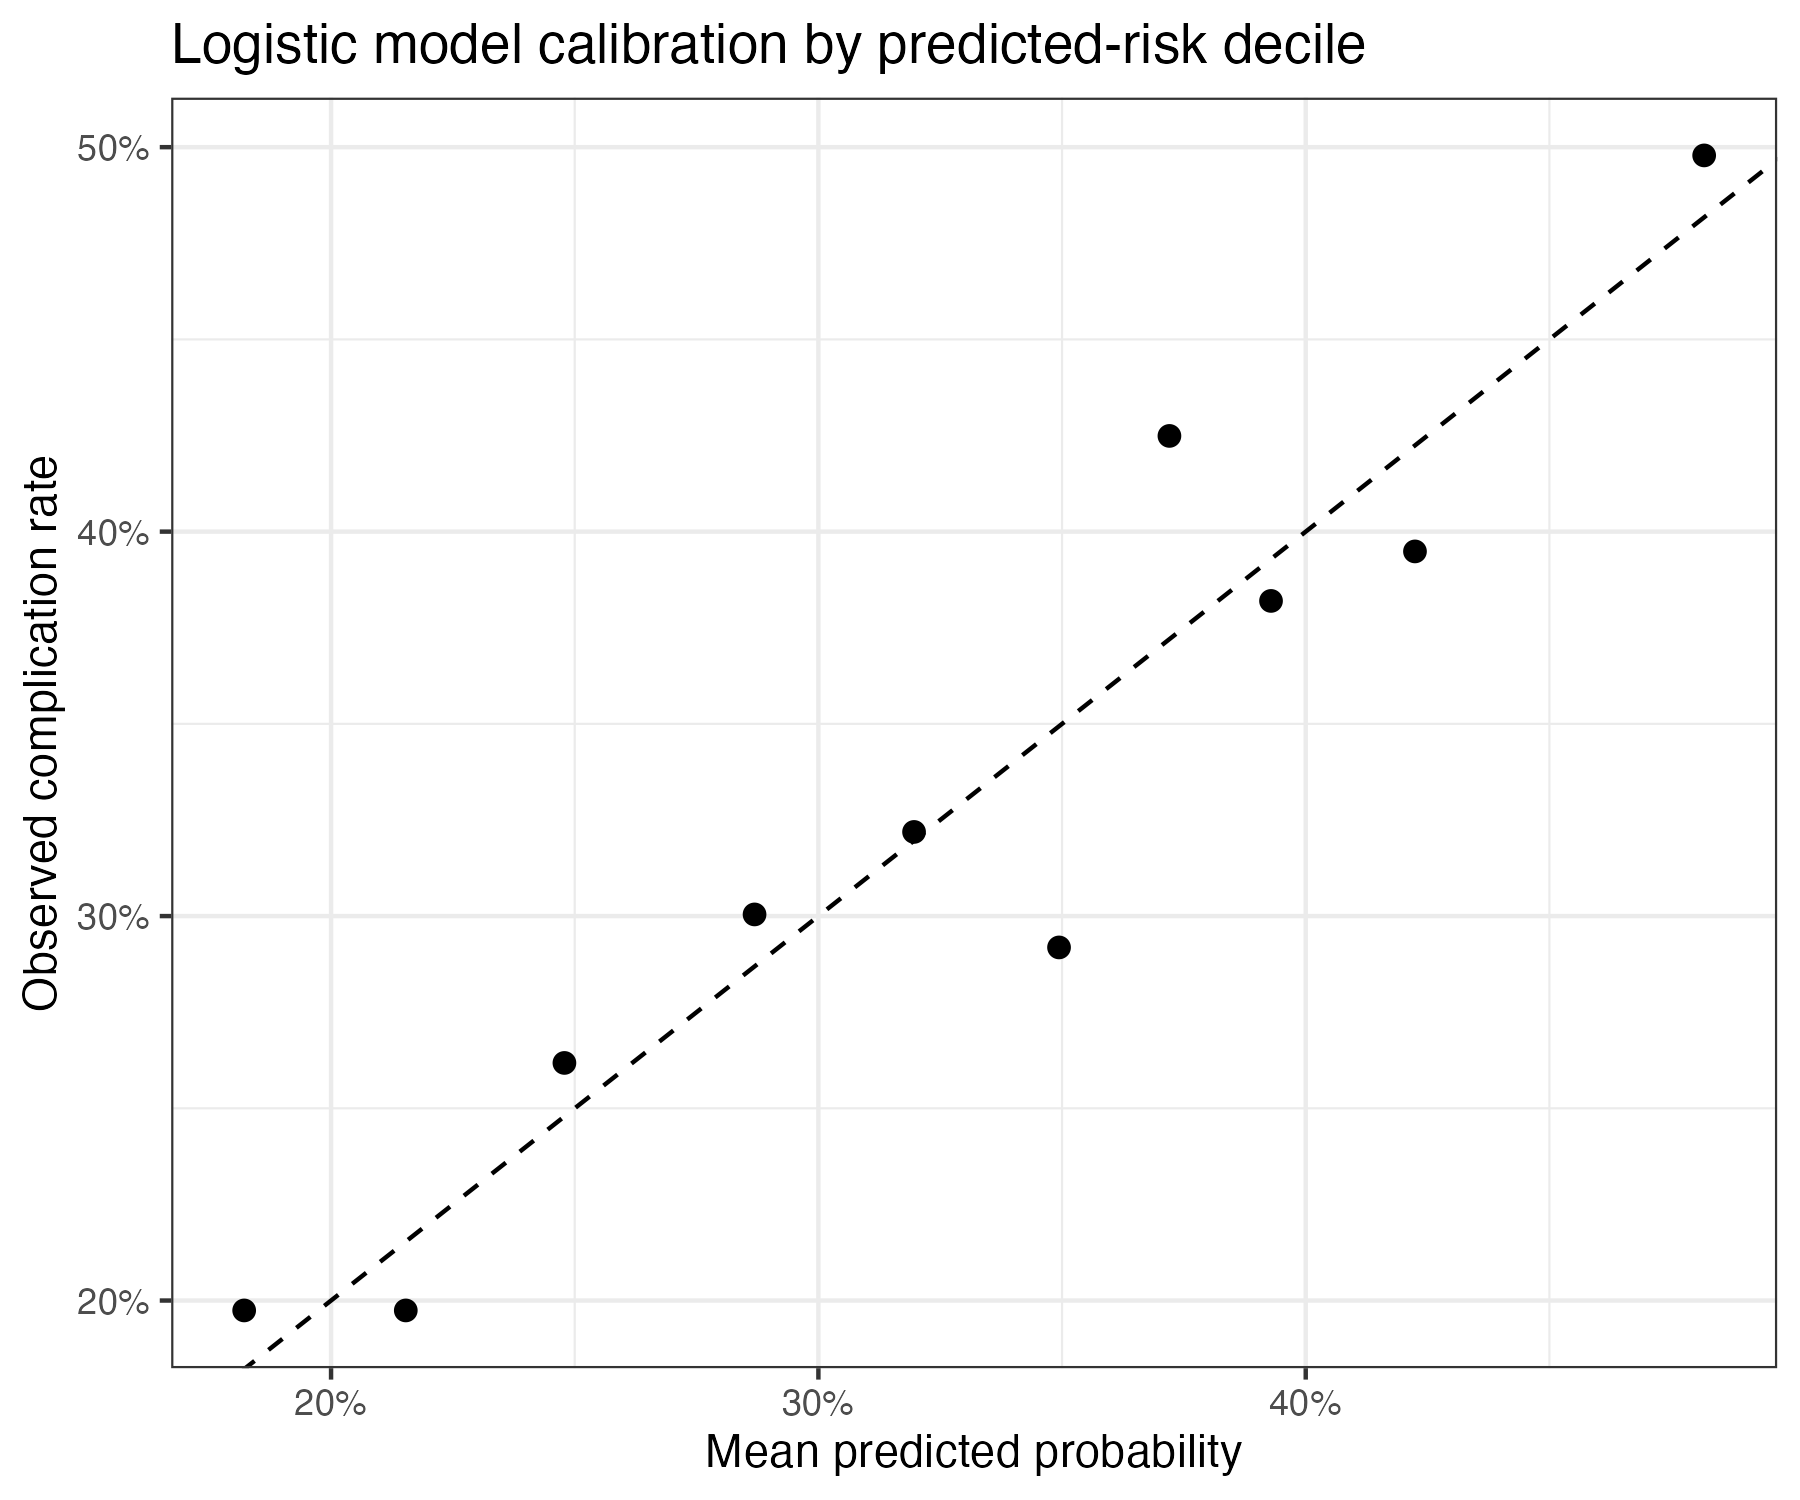 Logistic model calibration by predicted-risk decile
Observed complication rate
50%
40%
30%
20%
20%
30%
40%
Mean predicted probability